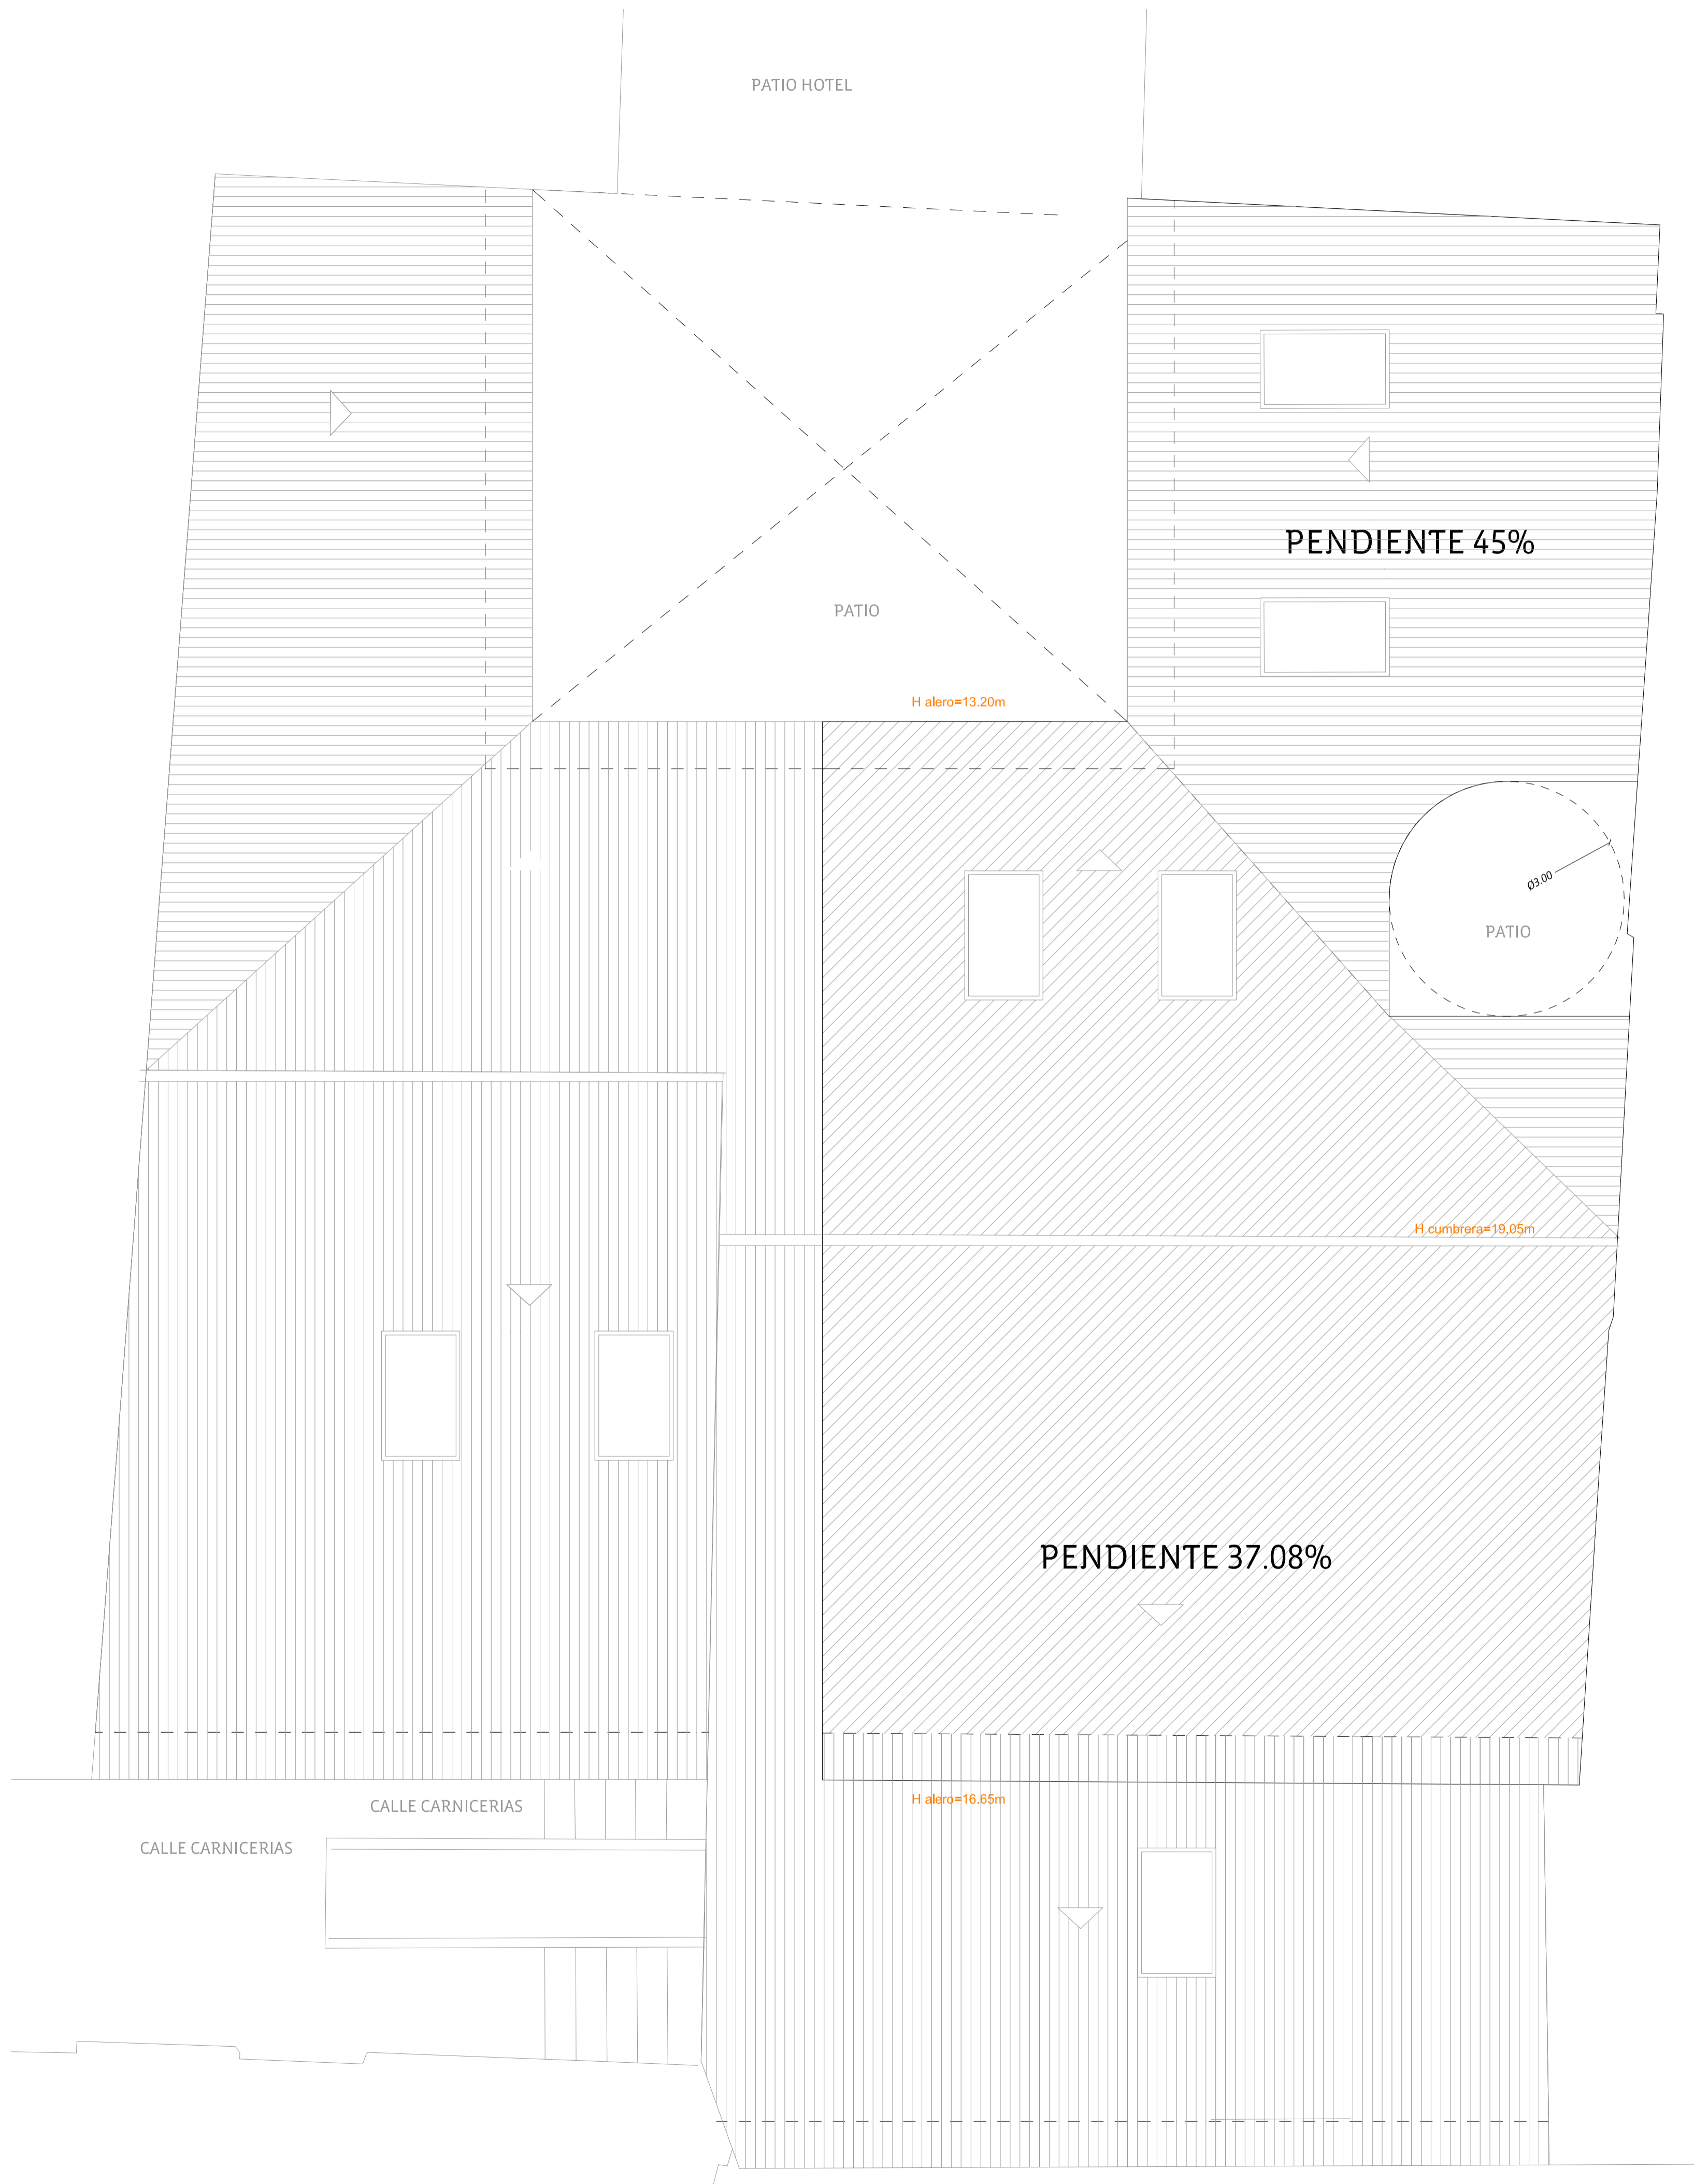 PATIO HOTEL
PENDIENTE 45%
PATIO
H alero=13.20m
Ø3.00
PATIO
H cumbrera=19.05m
PENDIENTE 37.08%
H alero=16.65m
CALLE CARNICERIAS
CALLE CARNICERIAS